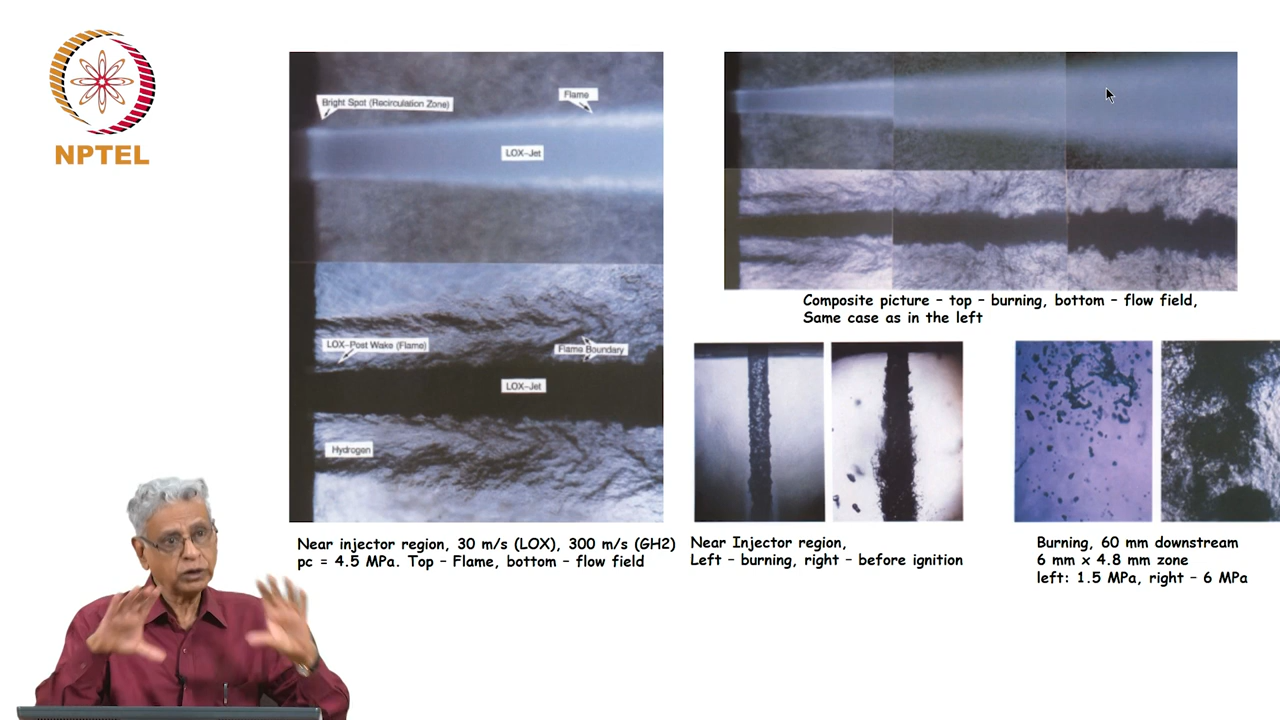 NPTEL
Bright Spot (Recirculation Zone)
Flame
LOX-Jet
LOX-Post Wake (Flame)
Flame Boundary
LOX-Jet
Hydrogen
Near injector region, 30 m/s (LOX), 300 m/s (GH2)
pc = 4.5 MPa. Top - Flame, bottom - flow field
Composite picture - top - burning, bottom - flow field,
Same case as in the left
Near Injector region,
Left - burning, right - before ignition
Burning, 60 mm downstream
6 mm x 4.8 mm zone
left: 1.5 MPa, right - 6 MPa